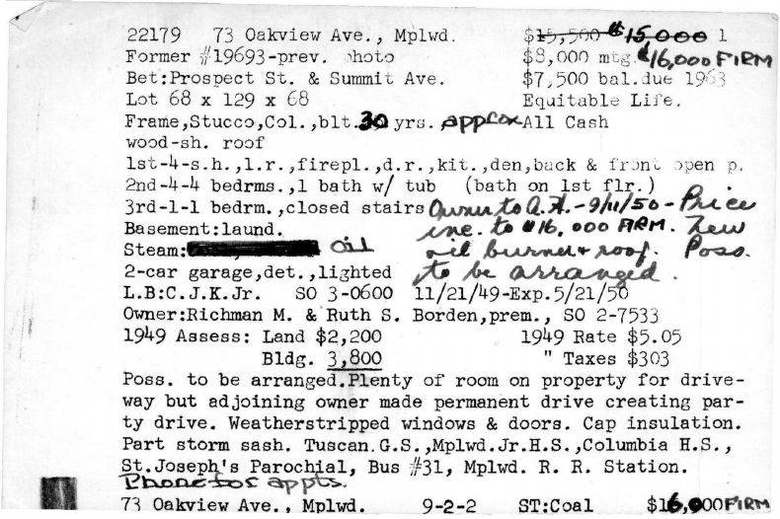 22179 73 Oakview Ave., Mplwd. $15,500 $15000 1
Former #19693-prev. photo $8,000 mtg. $16,000 FIRM
Bet:Prospect St. & Summit Ave. $7,500 bal.due 1963
Lot 68 x 129 x 68 Equitable Life.
Frame,Stucco,Col.,blt.30 yrs. approx All Cash
wood-sh. roof
1st-4-s.h.,l.r.,firepl.,d.r.,kit.,den,back & front open p.
2nd-4-4 bedrms.,1 bath w/ tub (bath on 1st flr.)
3rd-1-1 bedrm.,closed stairs Owner to A.H.-9/11/50-Price
Basement:laund. inc. to $16,000 FIRM. New
Steam: Oil oil burner & roof. Poss.
2-car garage,det.,lighted to be arranged.
L.B:C.J.K.Jr. SO 3-0600 11/21/49-Exp.5/21/50
Owner:Richman M. & Ruth S. Borden,prem., SO 2-7533
1949 Assess: Land $2,200 1949 Rate $5.05
Bldg. 3,800 " Taxes $303
Poss. to be arranged.Plenty of room on property for drive-
way but adjoining owner made permanent drive creating par-
ty drive. Weatherstripped windows & doors. Cap insulation.
Part storm sash. Tuscan.G.S.,Mplwd.Jr.H.S.,Columbia H.S.,
St.Joseph's Parochial, Bus #31, Mplwd. R. R. Station.
Phone for appts.
73 Oakview Ave., Mplwd. 9-2-2 ST:Coal $16,000 FIRM